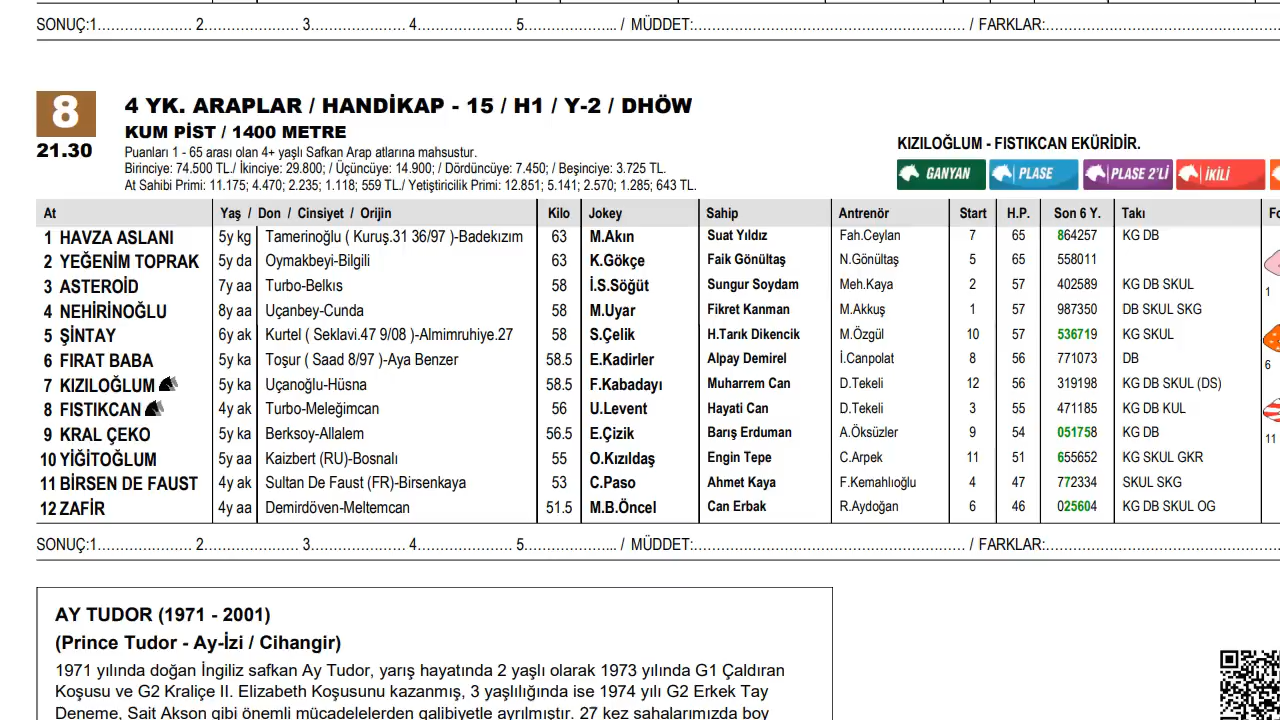 SONUÇ:1…………………… 2…………………… 3…………………… 4…………………… 5…………………... / MÜDDET:…………………………………………………………… / FARKLAR:……………………………………………………
8
21.30
4 YK. ARAPLAR / HANDİKAP - 15 / H1 / Y-2 / DHÖW
KUM PİST / 1400 METRE
Puanları 1 - 65 arası olan 4+ yaşlı Safkan Arap atlarına mahsustur.
Birinciye: 74.500 TL./ İkinciye: 29.800; / Üçüncüye: 14.900; / Dördüncüye: 7.450; / Beşinciye: 3.725 TL.
At Sahibi Primi: 11.175; 4.470; 2.235; 1.118; 559 TL./ Yetiştiricilik Primi: 12.851; 5.141; 2.570; 1.285; 643 TL.
KIZILOĞLUM - FISTIKCAN EKÜRİDİR.
GANYAN PLASE PLASE 2'Lİ İKİLİ
At Yaş / Don / Cinsiyet / Orijin Kilo Jokey Sahip Antrenör Start H.P. Son 6 Y. Takı Fo
1 HAVZA ASLANI 5y kg Tamerinoğlu ( Kuruş.31 36/97 )-Badekızım 63 M.Akın Suat Yıldız Fah.Ceylan 7 65 864257 KG DB
2 YEĞENİM TOPRAK 5y da Oymakbeyi-Bilgili 63 K.Gökçe Faik Gönültaş N.Gönültaş 5 65 558011
3 ASTEROİD 7y aa Turbo-Belkıs 58 İ.S.Söğüt Sungur Soydam Meh.Kaya 2 57 402589 KG DB SKUL 1
4 NEHİRİNOĞLU 8y aa Uçanbey-Cunda 58 M.Uyar Fikret Kanman M.Akkuş 1 57 987350 DB SKUL SKG
5 ŞİNTAY 6y ak Kurtel ( Seklavi.47 9/08 )-Almimruhiye.27 58 S.Çelik H.Tarık Dikencik M.Özgül 10 57 536719 KG SKUL
6 FIRAT BABA 5y ka Toşur ( Saad 8/97 )-Aya Benzer 58.5 E.Kadirler Alpay Demirel İ.Canpolat 8 56 771073 DB 6
7 KIZILOĞLUM 5y ka Uçanoğlu-Hüsna 58.5 F.Kabadayı Muharrem Can D.Tekeli 12 56 319198 KG DB SKUL (DS)
8 FISTIKCAN 4y ak Turbo-Meleğimcan 56 U.Levent Hayati Can D.Tekeli 3 55 471185 KG DB KUL
9 KRAL ÇEKO 5y ka Berksoy-Allalem 56.5 E.Çizik Barış Erduman A.Öksüzler 9 54 051758 KG DB 11
10 YİĞİTOĞLUM 5y aa Kaizbert (RU)-Bosnalı 55 O.Kızıldaş Engin Tepe C.Arpek 11 51 655652 KG SKUL GKR
11 BİRSEN DE FAUST 4y ak Sultan De Faust (FR)-Birsenkaya 53 C.Paso Ahmet Kaya F.Kemahlıoğlu 4 47 772334 SKUL SKG
12 ZAFİR 4y aa Demirdöven-Meltemcan 51.5 M.B.Öncel Can Erbak R.Aydoğan 6 46 025604 KG DB SKUL OG
SONUÇ:1…………………… 2…………………… 3…………………… 4…………………… 5…………………... / MÜDDET:…………………………………………………………… / FARKLAR:……………………………………………………
AY TUDOR (1971 - 2001)
(Prince Tudor - Ay-İzi / Cihangir)
1971 yılında doğan İngiliz safkan Ay Tudor, yarış hayatında 2 yaşlı olarak 1973 yılında G1 Çaldıran
Koşusu ve G2 Kraliçe II. Elizabeth Koşusunu kazanmış, 3 yaşlılığında ise 1974 yılı G2 Erkek Tay
Deneme, Sait Akson gibi önemli mücadelelerden galibiyetle ayrılmıştır. 27 kez sahalarımızda boy